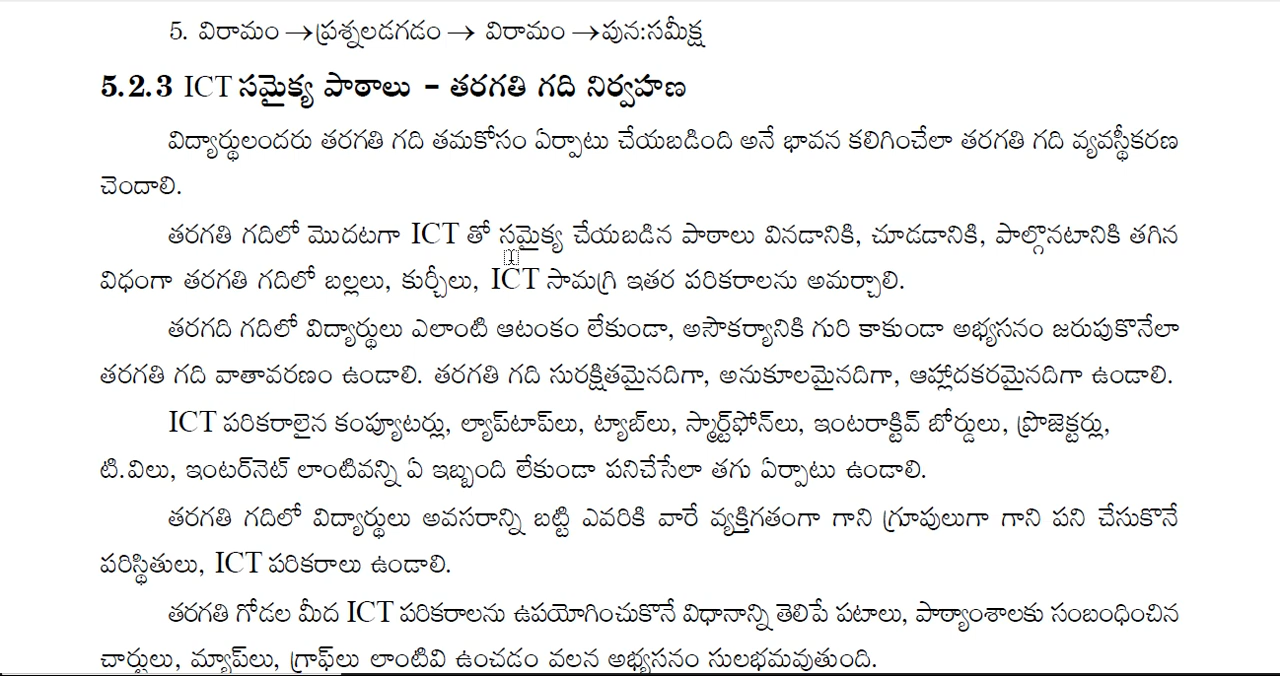 5. విరామం →ప్రశ్నలడగడం → విరామం →పున:సమీక్ష
5.2.3 ICT సమైక్య పాఠాలు – తరగతి గది నిర్వహణ
విద్యార్థులందరు తరగతి గది తమకోసం ఏర్పాటు చేయబడింది అనే భావన కలిగించేలా తరగతి గది వ్యవస్థీకరణ
చెందాలి.
తరగతి గదిలో మొదటగా ICT తో సమైక్య చేయబడిన పాఠాలు వినడానికి, చూడడానికి, పాల్గొనటానికి తగిన
విధంగా తరగతి గదిలో బల్లలు, కుర్చీలు, ICT సామగ్రి ఇతర పరికరాలను అమర్చాలి.
తరగది గదిలో విద్యార్థులు ఎలాంటి ఆటంకం లేకుండా, అసౌకర్యానికి గురి కాకుండా అభ్యసనం జరుపుకొనేలా
తరగతి గది వాతావరణం ఉండాలి. తరగతి గది సురక్షితమైనదిగా, అనుకూలమైనదిగా, ఆహ్లాదకరమైనదిగా ఉండాలి.
ICT పరికరాలైన కంప్యూటర్లు, ల్యాప్‌టాప్‌లు, ట్యాబ్‌లు, స్మార్ట్‌ఫోన్‌లు, ఇంటరాక్టివ్ బోర్డులు, ప్రొజెక్టర్లు,
టి.విలు, ఇంటర్‌నెట్ లాంటివన్ని ఏ ఇబ్బంది లేకుండా పనిచేసేలా తగు ఏర్పాటు ఉండాలి.
తరగతి గదిలో విద్యార్థులు అవసరాన్ని బట్టి ఎవరికి వారే వ్యక్తిగతంగా గాని గ్రూపులుగా గాని పని చేసుకొనే
పరిస్థితులు, ICT పరికరాలు ఉండాలి.
తరగతి గోడల మీద ICT పరికరాలను ఉపయోగించుకొనే విధానాన్ని తెలిపే పటాలు, పాఠ్యాంశాలకు సంబంధించిన
చార్టులు, మ్యాప్‌లు, గ్రాఫ్‌లు లాంటివి ఉంచడం వలన అభ్యసనం సులభమవుతుంది.